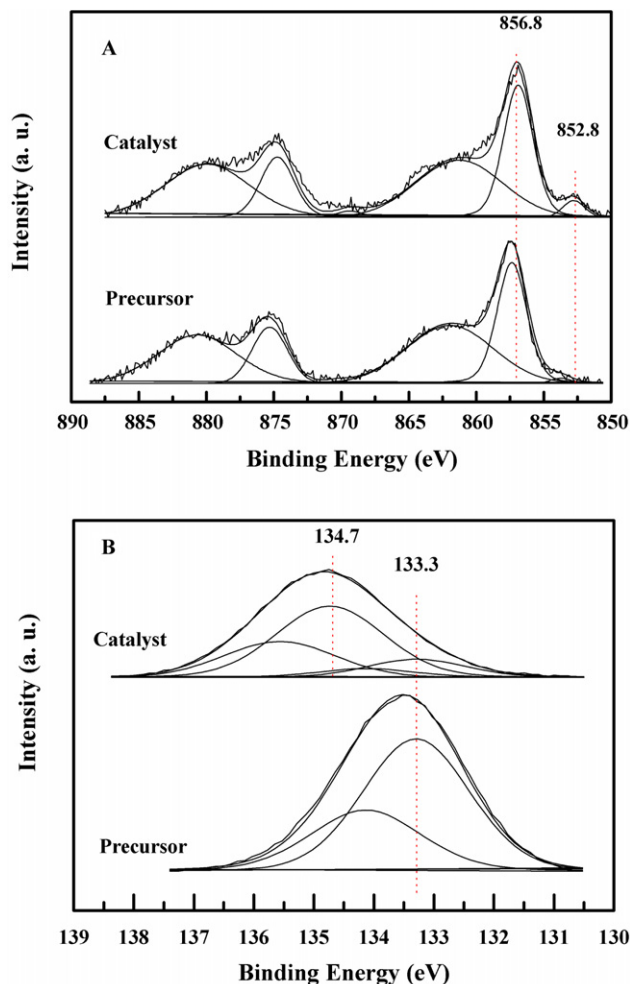 A
856.8
852.8
Catalyst
Precursor
Intensity (a. u.)
890 885 880 875 870 865 860 855 850
Binding Energy (eV)
B
134.7
133.3
Catalyst
Precursor
Intensity (a. u.)
139 138 137 136 135 134 133 132 131 130
Binding Energy (eV)